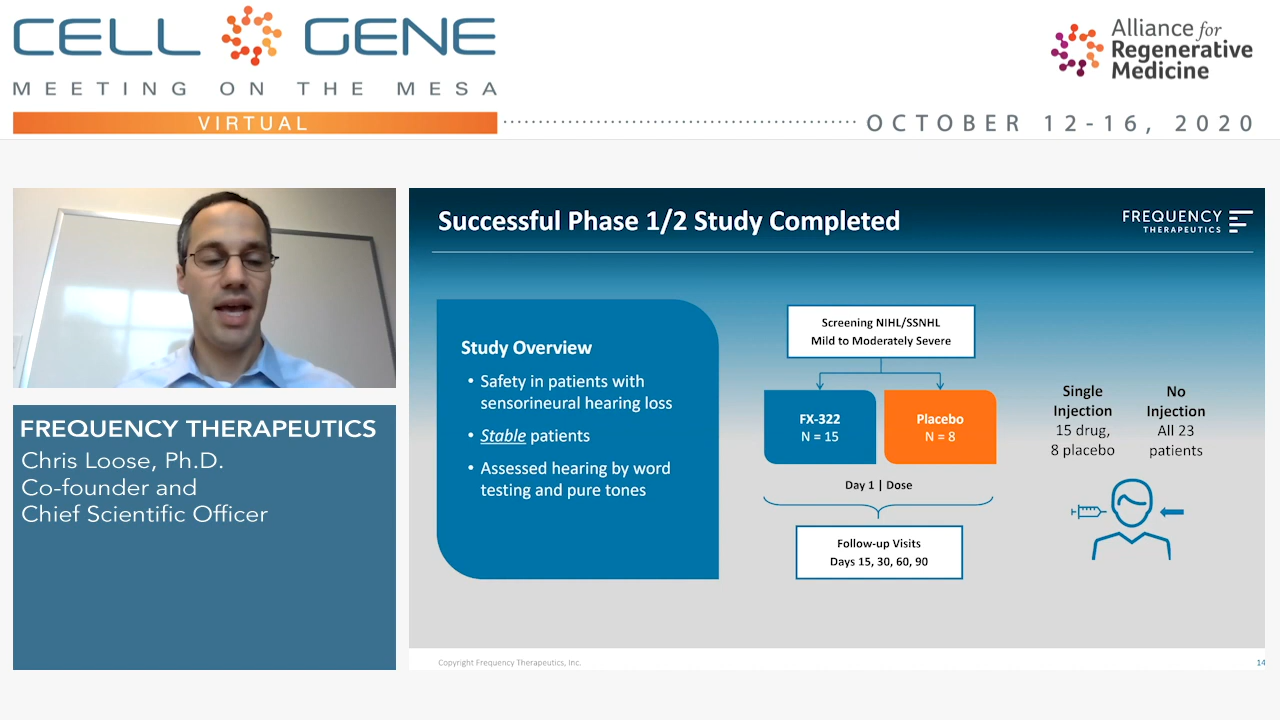 CELL GENE
MEETING ON THE MESA
VIRTUAL
Alliance for
Regenerative
Medicine
OCTOBER 12-16, 2020
FREQUENCY THERAPEUTICS
Chris Loose, Ph.D.
Co-founder and
Chief Scientific Officer
Successful Phase 1/2 Study Completed
FREQUENCY
THERAPEUTICS
Study Overview
• Safety in patients with
sensorineural hearing loss
• Stable patients
• Assessed hearing by word
testing and pure tones
Screening NIHL/SSNHL
Mild to Moderately Severe
FX-322
N = 15
Placebo
N = 8
Day 1 | Dose
Follow-up Visits
Days 15, 30, 60, 90
Single
Injection
15 drug,
8 placebo
No
Injection
All 23
patients
Copyright Frequency Therapeutics, Inc.
14